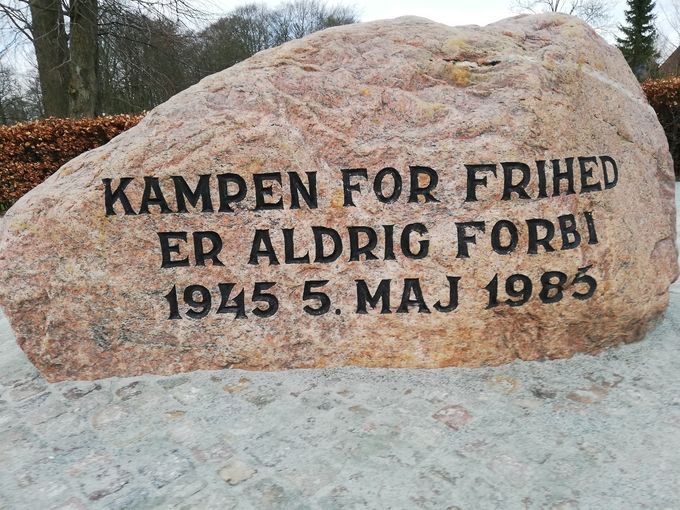 KAMPEN FOR FRIHED
ER ALDRIG FORBI
1945 5. MAJ 1985